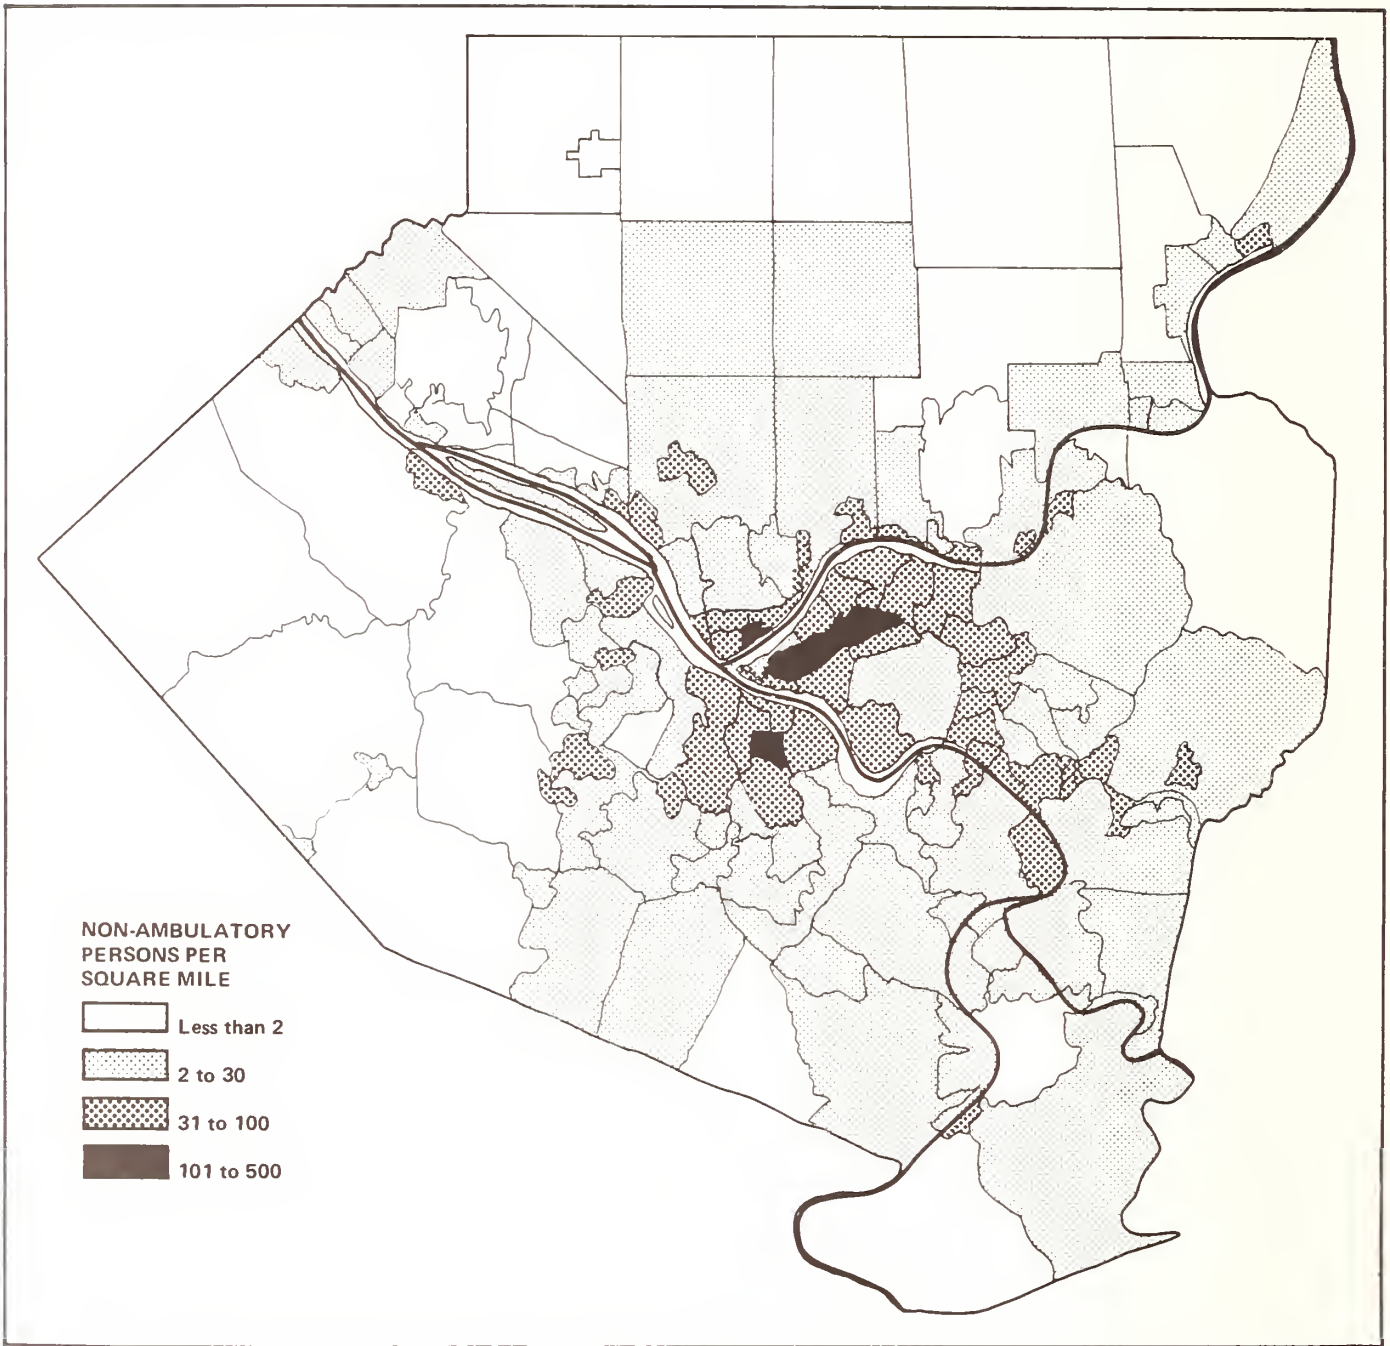 NON-AMBULATORY
PERSONS PER
SQUARE MILE
Less than 2
2 to 30
31 to 100
101 to 500